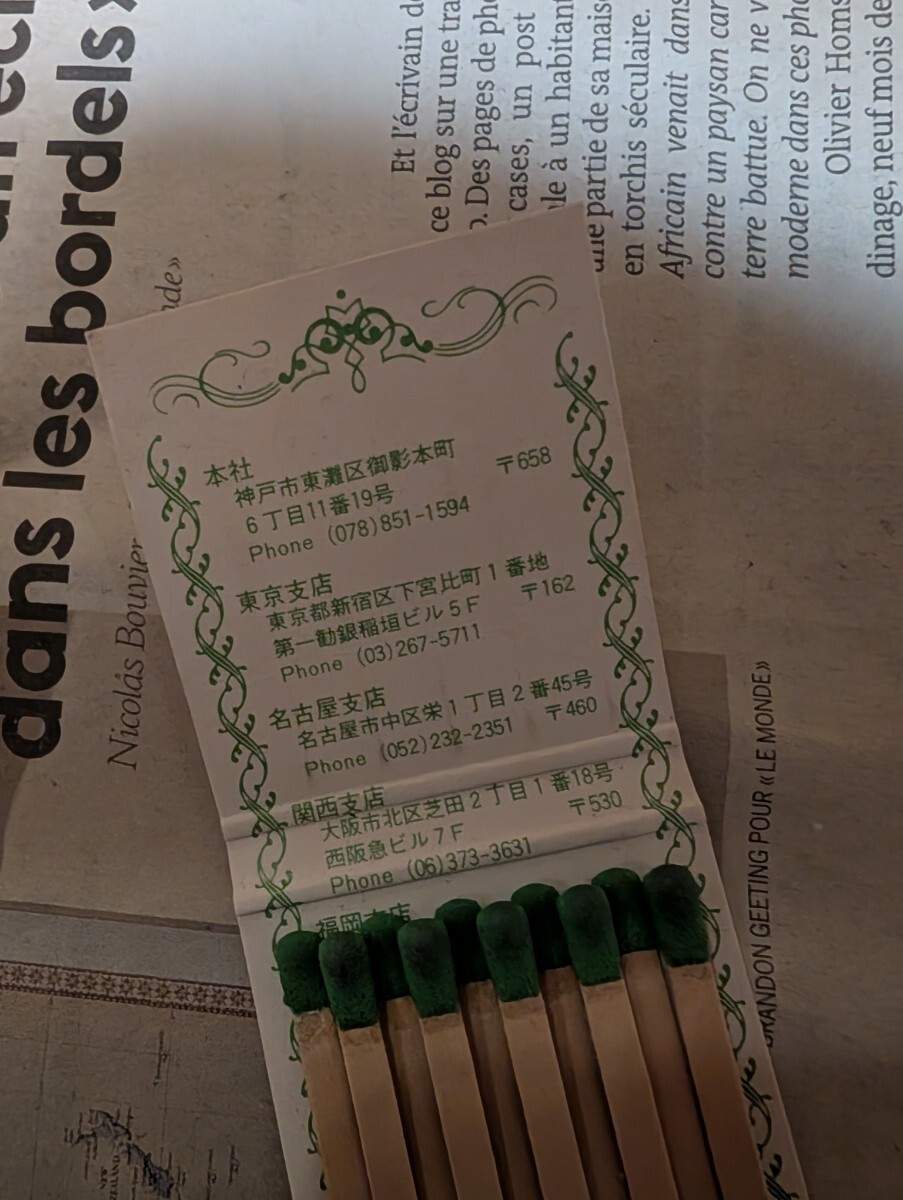 dans les bordels »
Nicolas Bouvier
nde»
Et l'écrivain
ce blog sur une
Des pages de
cases, un post
à un habitant
une partie de sa
en torchis séculaire.
Africain venait dans
contre un paysan
terre battue. On ne
moderne dans ces
Olivier
dinage, neuf mois de
本社
神戸市東灘区御影本町
6丁目11番19号 〒658
Phone (078)851-1594
東京支店
東京都新宿区下宮比町1番地
第一勧銀稲垣ビル5F 〒162
Phone (03)267-5711
名古屋支店
名古屋市中区栄1丁目2番45号
Phone (052)232-2351 〒460
関西支店
大阪市北区芝田2丁目1番18号
西阪急ビル7F 〒530
Phone (06)373-3631
福岡支店
GEETING POUR « LE MONDE »